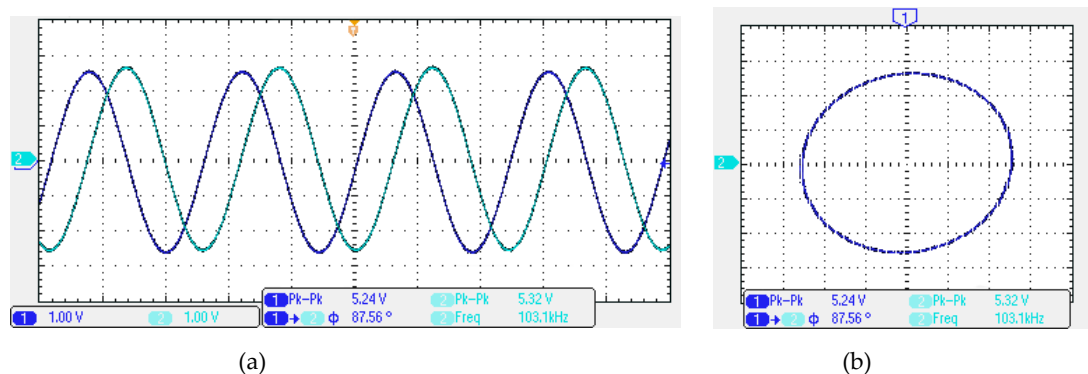 T
2
1 1.00 V 2 1.00 V
1 Pk-Pk 5.24 V 2 Pk-Pk 5.32 V
1 → 2 ϕ 87.56 ° 2 Freq 103.1kHz
(a)
1
2
1 Pk-Pk 5.24 V 2 Pk-Pk 5.32 V
1 → 2 ϕ 87.56 ° 2 Freq 103.1kHz
(b)